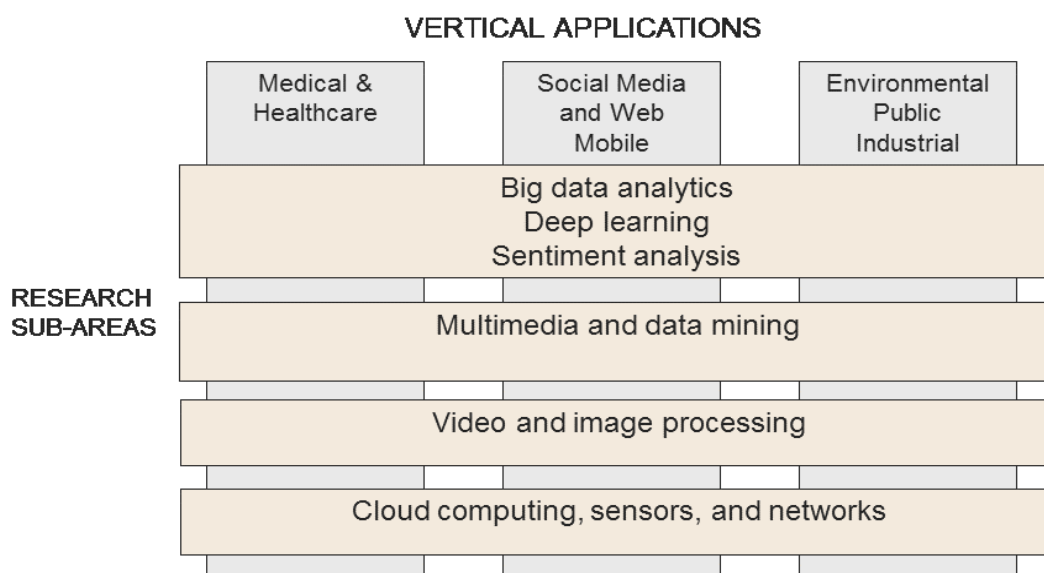 VERTICAL APPLICATIONS
Medical &
Healthcare
Social Media
and Web
Mobile
Environmental
Public
Industrial
Big data analytics
Deep learning
Sentiment analysis
RESEARCH
SUB-AREAS
Multimedia and data mining
Video and image processing
Cloud computing, sensors, and networks